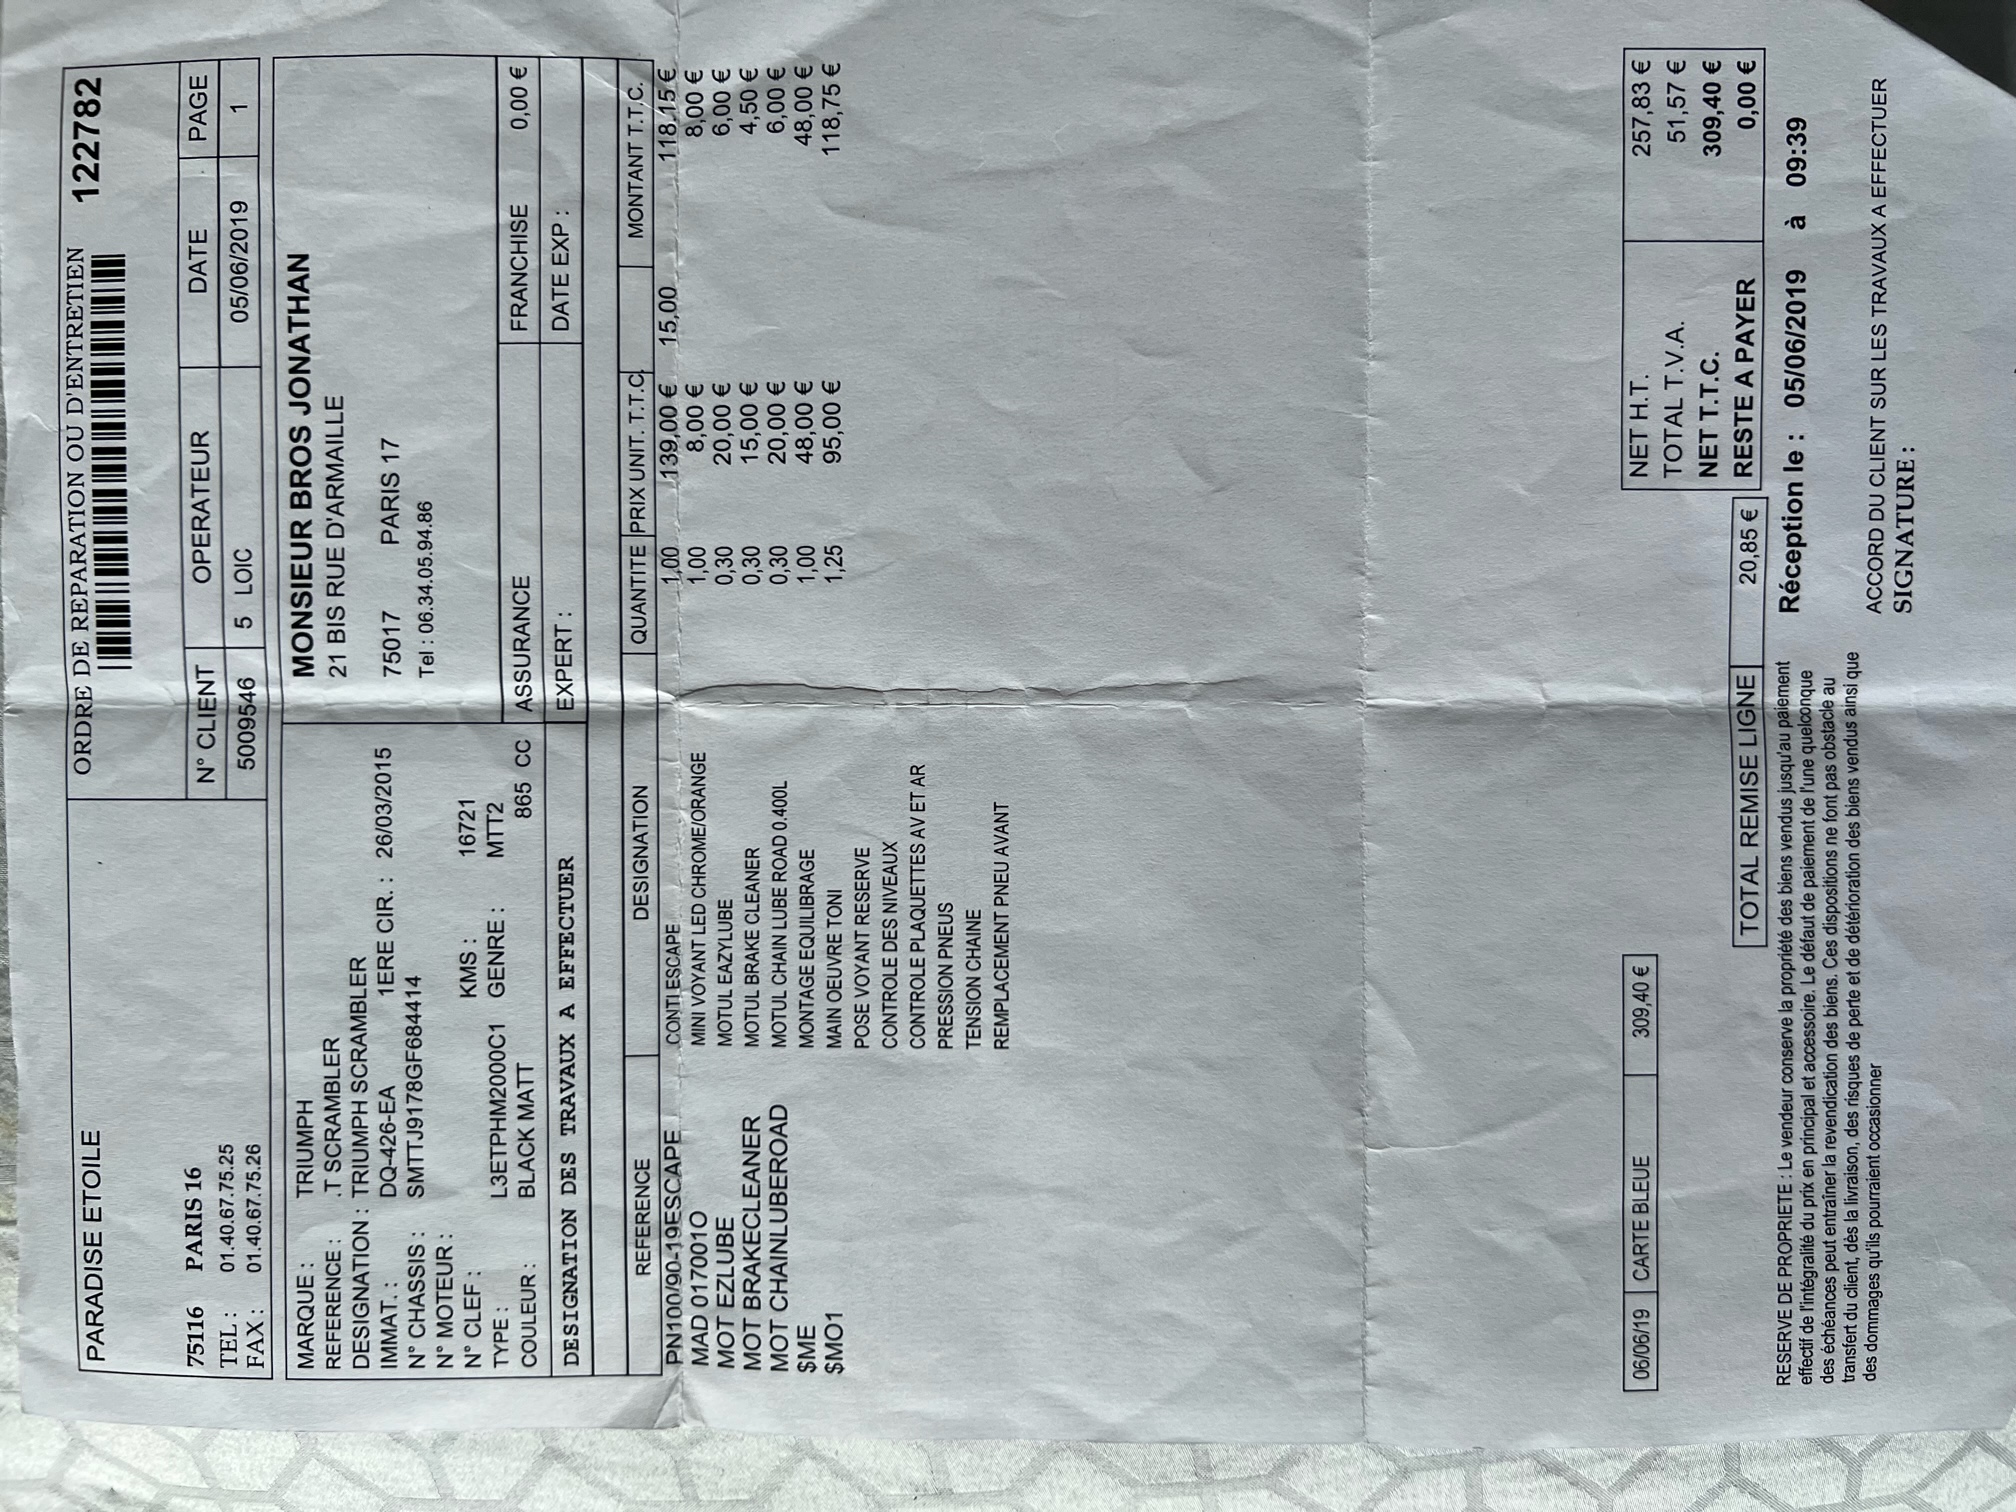 PARADISE ETOILE
75116 PARIS 16
TEL : 01.40.67.75.25
FAX : 01.40.67.75.26
ORDRE DE REPARATION OU D'ENTRETIEN 122782
N° CLIENT OPERATEUR DATE PAGE
5009546 5 LOIC 05/06/2019 1
MARQUE : TRIUMPH
REFERENCE : .T SCRAMBLER
DESIGNATION : TRIUMPH SCRAMBLER
IMMAT. : DQ-426-EA 1ERE CIR. : 26/03/2015
N° CHASSIS : SMTTJ9178GF684414
N° MOTEUR :
N° CLEF : KMS : 16721
TYPE : L3ETPHM2000C1 GENRE : MTT2
COULEUR : BLACK MATT 865 CC
MONSIEUR BROS JONATHAN
21 BIS RUE D'ARMAILLE
75017 PARIS 17
Tel : 06.34.05.94.86
ASSURANCE FRANCHISE 0,00 €
EXPERT : DATE EXP :
DESIGNATION DES TRAVAUX A EFFECTUER
REFERENCE DESIGNATION QUANTITE PRIX UNIT. T.T.C. MONTANT T.T.C.
PN100/90-19ESCAPE CONTI ESCAPE 1,00 139,00 € 15,00 118,15 €
MAD 017001O MINI VOYANT LED CHROME/ORANGE 1,00 8,00 € 8,00 €
MOT EZLUBE MOTUL EAZYLUBE 0,30 20,00 € 6,00 €
MOT BRAKECLEANER MOTUL BRAKE CLEANER 0,30 15,00 € 4,50 €
MOT CHAINLUBEROAD MOTUL CHAIN LUBE ROAD 0.400L 0,30 20,00 € 6,00 €
$ME MONTAGE EQUILIBRAGE 1,00 48,00 € 48,00 €
$MO1 MAIN OEUVRE TONI 1,25 95,00 € 118,75 €
POSE VOYANT RESERVE
CONTROLE DES NIVEAUX
CONTROLE PLAQUETTES AV ET AR
PRESSION PNEUS
TENSION CHAINE
REMPLACEMENT PNEU AVANT
06/06/19 CARTE BLEUE 309,40 €
NET H.T. 257,83 €
TOTAL T.V.A. 51,57 €
NET T.T.C. 309,40 €
RESTE A PAYER 0,00 €
TOTAL REMISE LIGNE 20,85 €
RESERVE DE PROPRIETE : Le vendeur conserve la propriété des biens vendus jusqu'au paiement
effectif de l'intégralité du prix en principal et accessoire. Le défaut de paiement de l'une quelconque
des échéances peut entraîner la revendication des biens. Ces dispositions ne font pas obstacle au
transfert du client, dès la livraison, des risques de perte et de détérioration des biens vendus ainsi que
des dommages qu'ils pourraient occasionner
Réception le : 05/06/2019 à 09:39
ACCORD DU CLIENT SUR LES TRAVAUX A EFFECTUER
SIGNATURE :